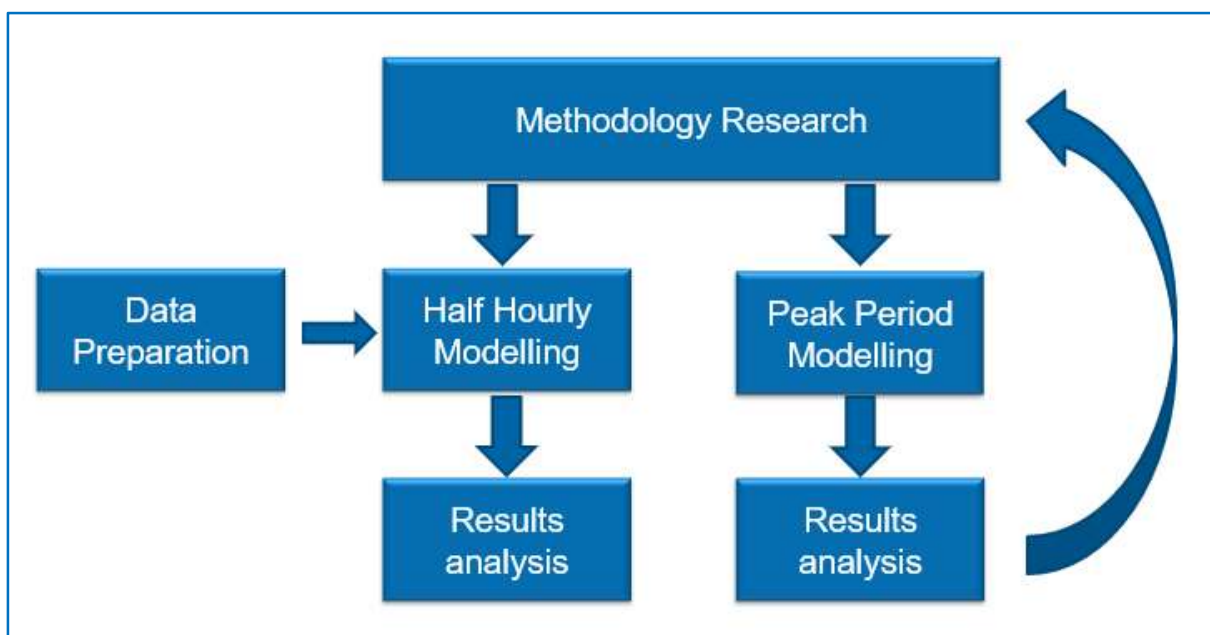 Methodology Research
Data
Preparation
Half Hourly
Modelling
Peak Period
Modelling
Results
analysis
Results
analysis